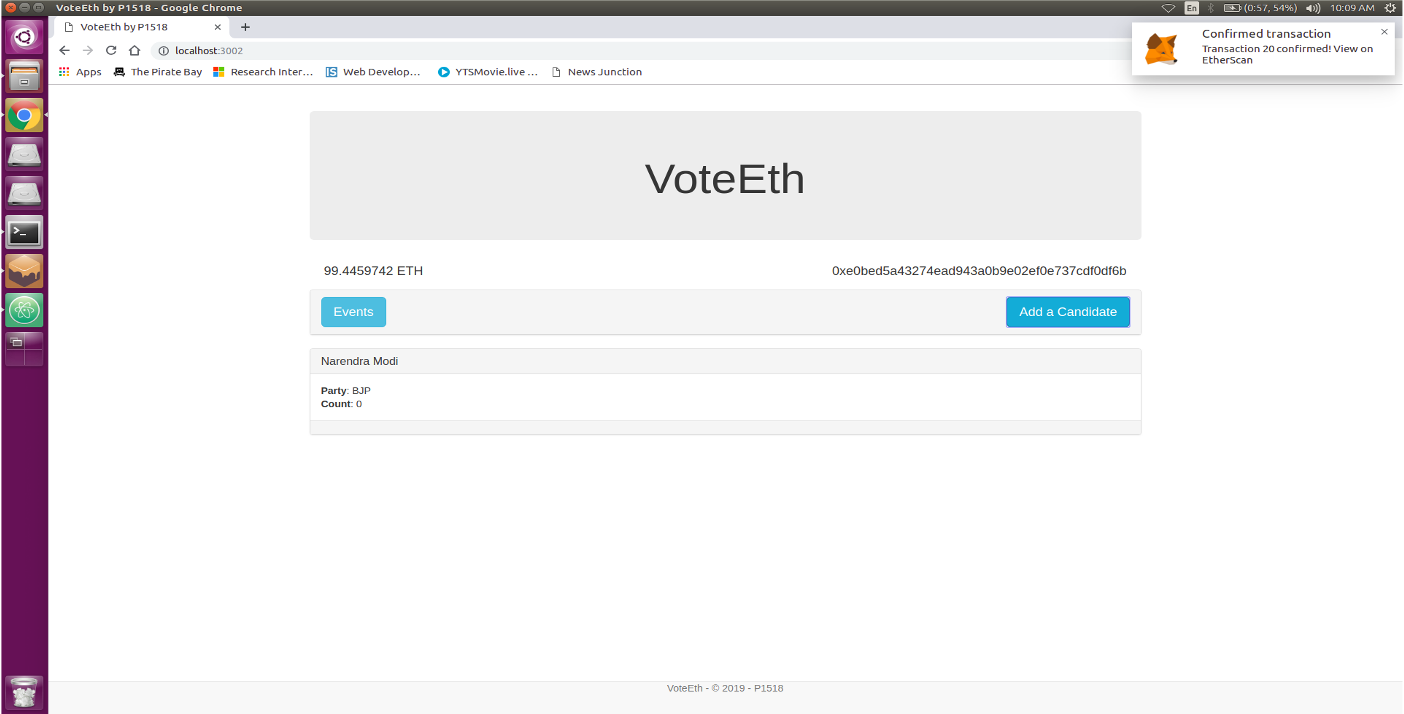 VoteEth by P1518 - Google Chrome
En
(0:57, 54%)
10:09 AM
VoteEth by P1518
localhost:3002
Apps
The Pirate Bay
Research Inter...
Web Develop...
YTSMovie.live ...
News Junction
Confirmed transaction
Transaction 20 confirmed! View on
EtherScan
VoteEth
99.4459742 ETH
0xe0bed5a43274ead943a0b9e02ef0e737cdf0df6b
Events
Add a Candidate
Narendra Modi
Party: BJP
Count: 0
VoteEth - © 2019 - P1518